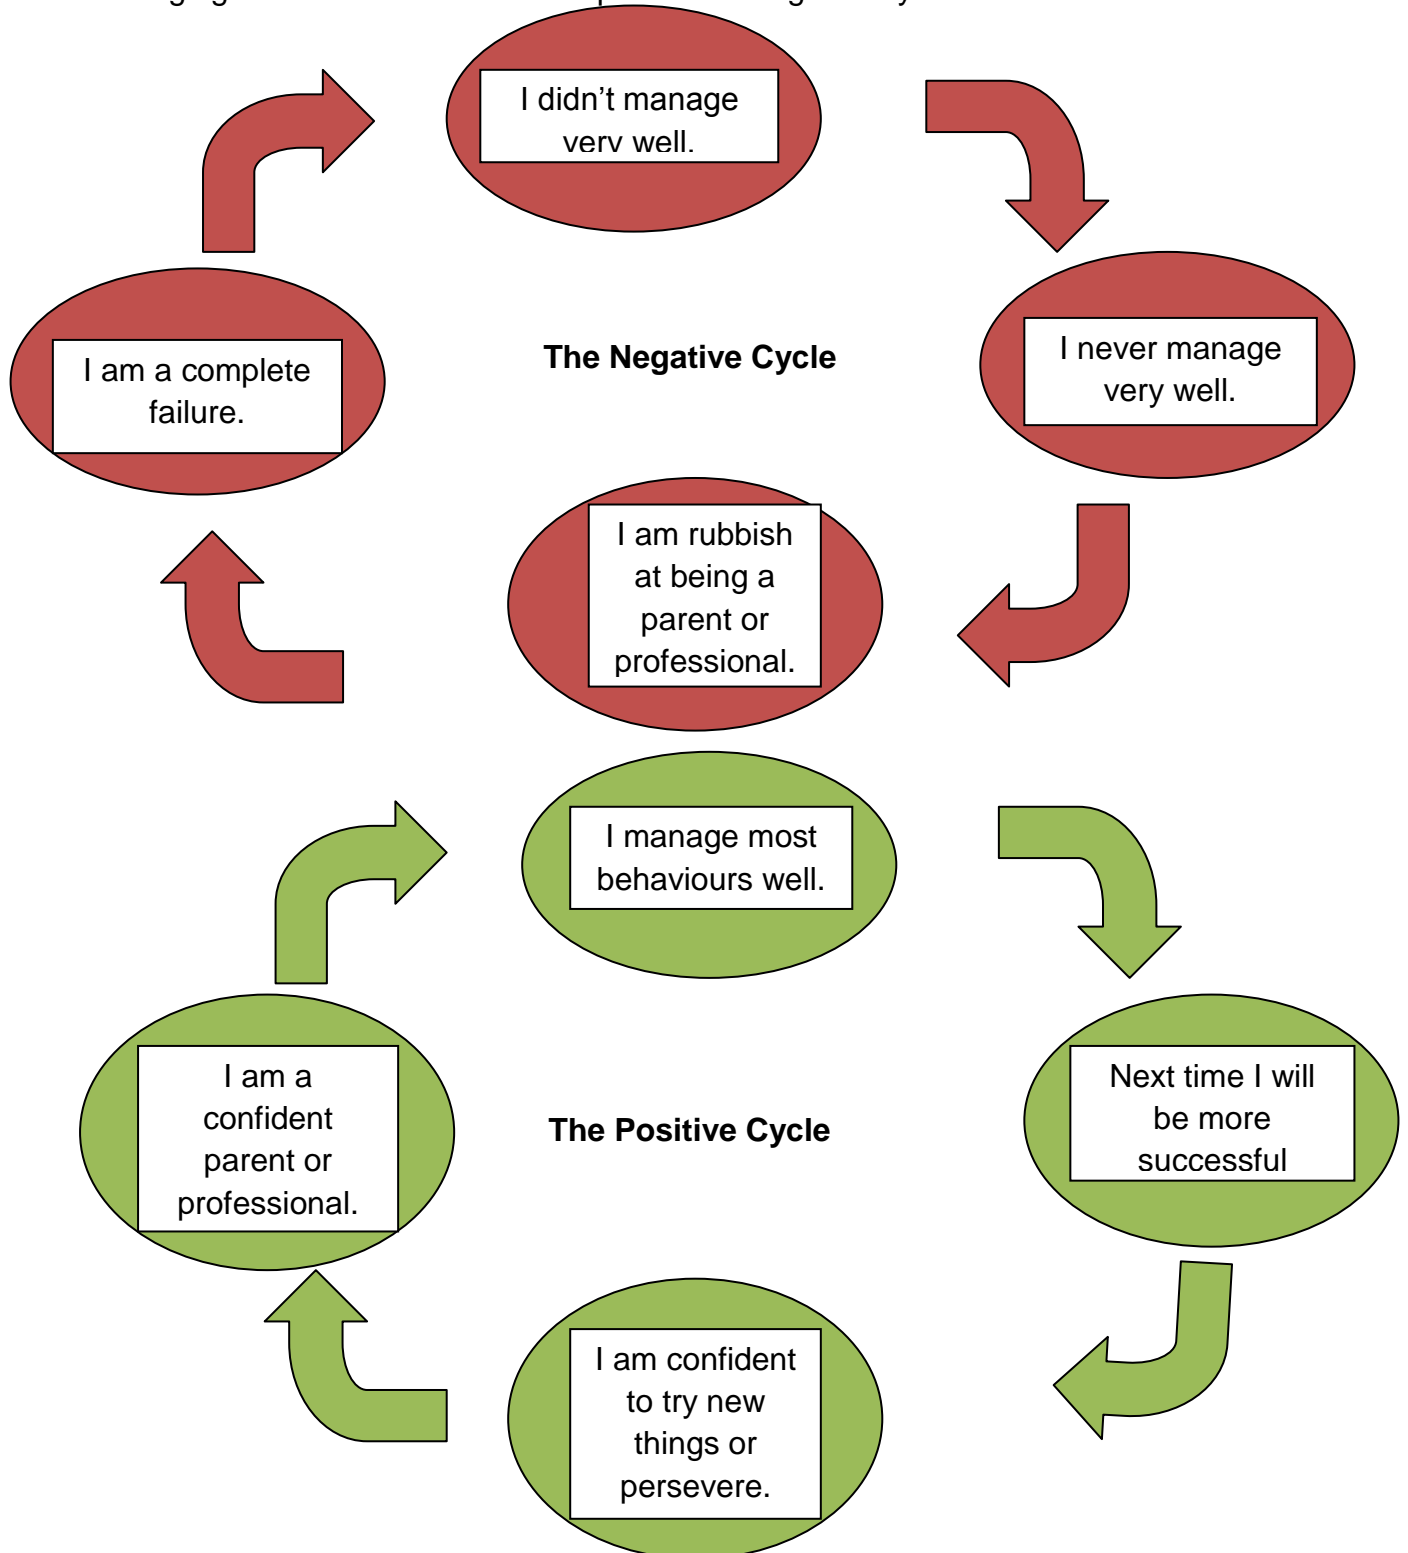 I didn't manage
very well.
The Negative Cycle
I never manage
very well.
I am a complete
failure.
I am rubbish
at being a
parent or
professional.
I manage most
behaviours well.
I am a
confident
parent or
professional.
The Positive Cycle
Next time I will
be more
successful
I am confident
to try new
things or
persevere.